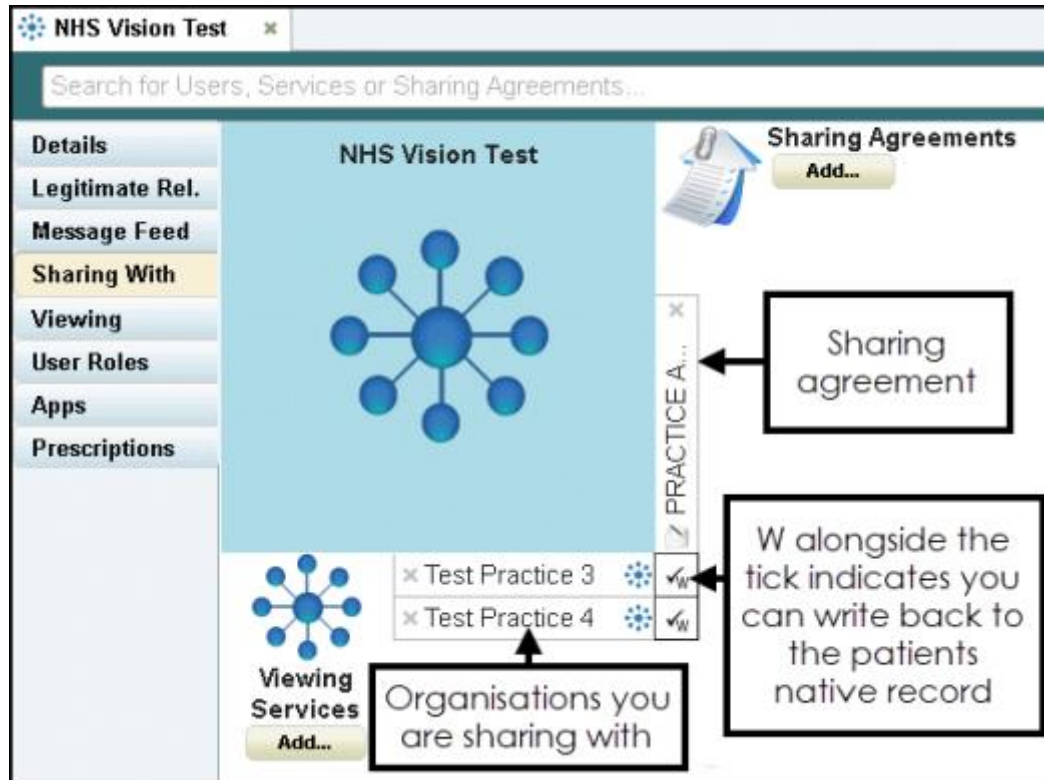 NHS Vision Test
Search for Users, Services or Sharing Agreements...
Details
Legitimate Rel.
Message Feed
Sharing With
Viewing
User Roles
Apps
Prescriptions
NHS Vision Test
Sharing Agreements
Add...
PRACTICE A...
Sharing
agreement
W alongside the
tick indicates you
can write back to
the patients
native record
Test Practice 3
W
Test Practice 4
W
Viewing
Services
Add...
Organisations you
are sharing with